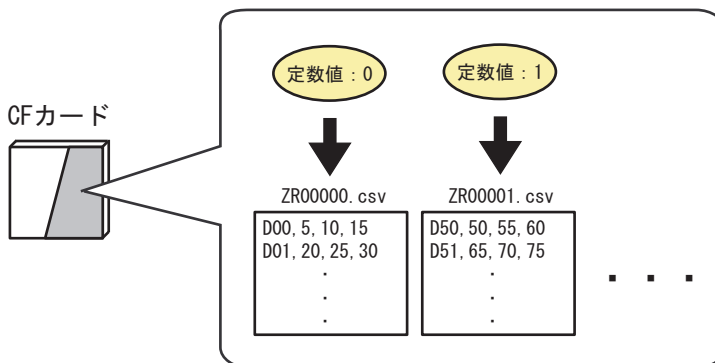 定数値：0
定数値：1
CFカード
ZR00000.csv
ZR00001.csv
D00, 5, 10, 15
D01, 20, 25, 30
D50, 50, 55, 60
D51, 65, 70, 75